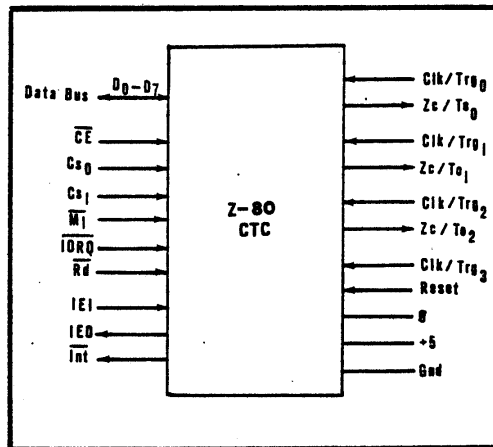 Data Bus
D0-D7
CE
Cs0
Cs1
M1
IORQ
Rd
IEI
IEO
Int
Z-80
CTC
Clk/Trg0
Zc/To0
Clk/Trg1
Zc/To1
Clk/Trg2
Zc/To2
Clk/Trg3
Reset
Ø
+5
Gnd